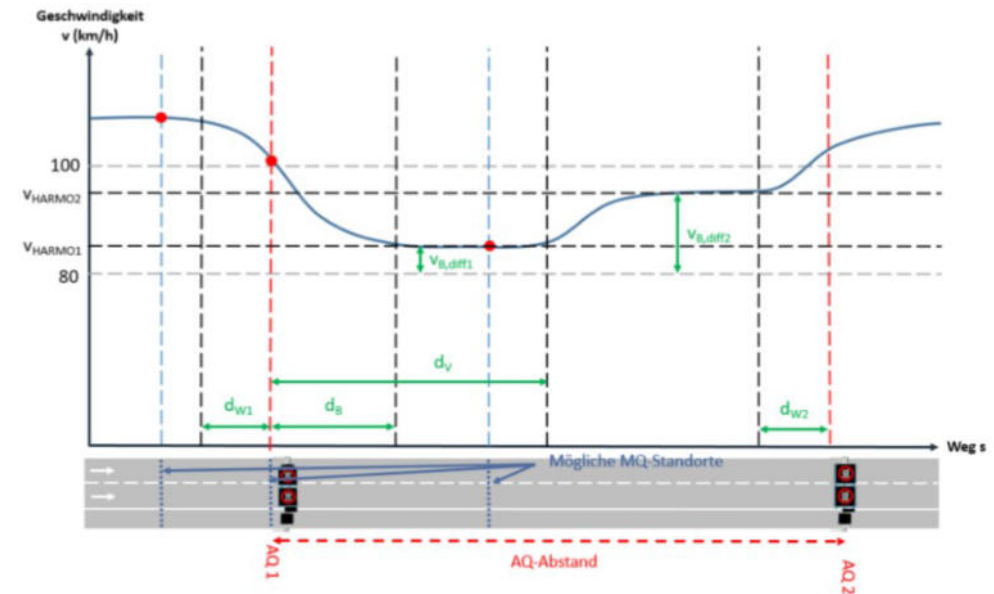 Geschwindigkeit
v (km/h)
100
vHARMO2
vB,diff2
vHARMO1
vB,diff1
80
dV
dW1
dB
dW2
Weg s
Mögliche MQ-Standorte
AQ 1
AQ-Abstand
AQ 2